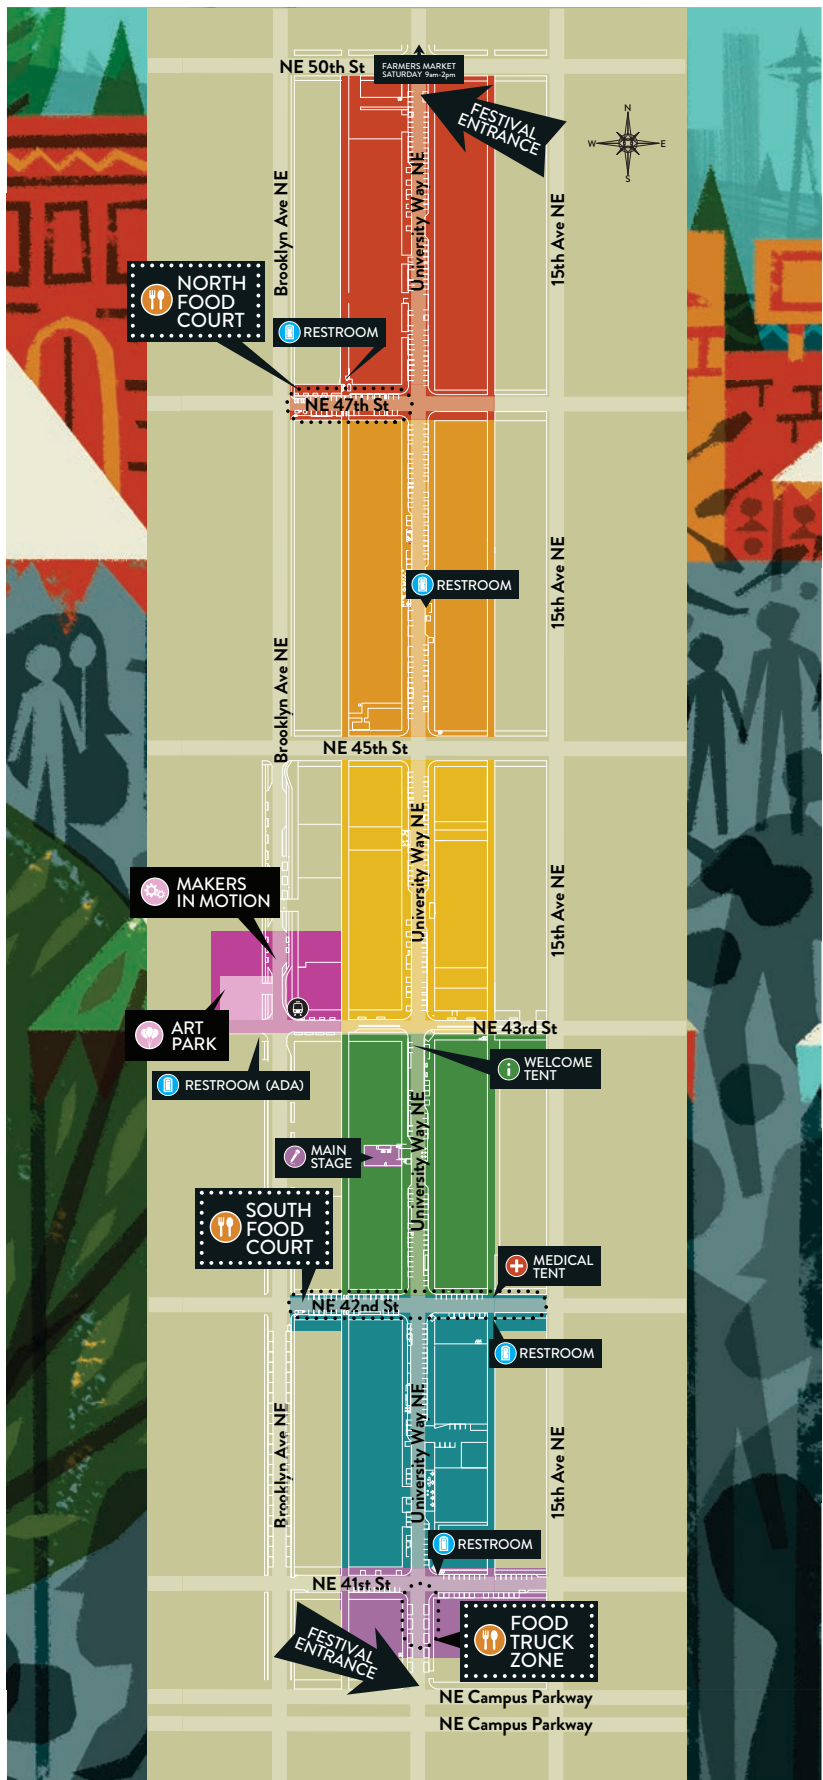 NE 50th St
FARMERS MARKET
SATURDAY 9am-2pm
FESTIVAL
ENTRANCE
N
W
E
S
Brooklyn Ave NE
University Way NE
15th Ave NE
NORTH
FOOD
COURT
RESTROOM
NE 47th St
15th Ave NE
RESTROOM
Brooklyn Ave NE
NE 45th St
University Way NE
15th Ave NE
MAKERS
IN MOTION
ART
PARK
NE 43rd St
WELCOME
TENT
RESTROOM (ADA)
University Way NE
MAIN
STAGE
SOUTH
FOOD
COURT
MEDICAL
TENT
NE 42nd St
RESTROOM
Brooklyn Ave NE
University Way NE
15th Ave NE
RESTROOM
NE 41st St
FOOD
TRUCK
ZONE
FESTIVAL
ENTRANCE
NE Campus Parkway
NE Campus Parkway